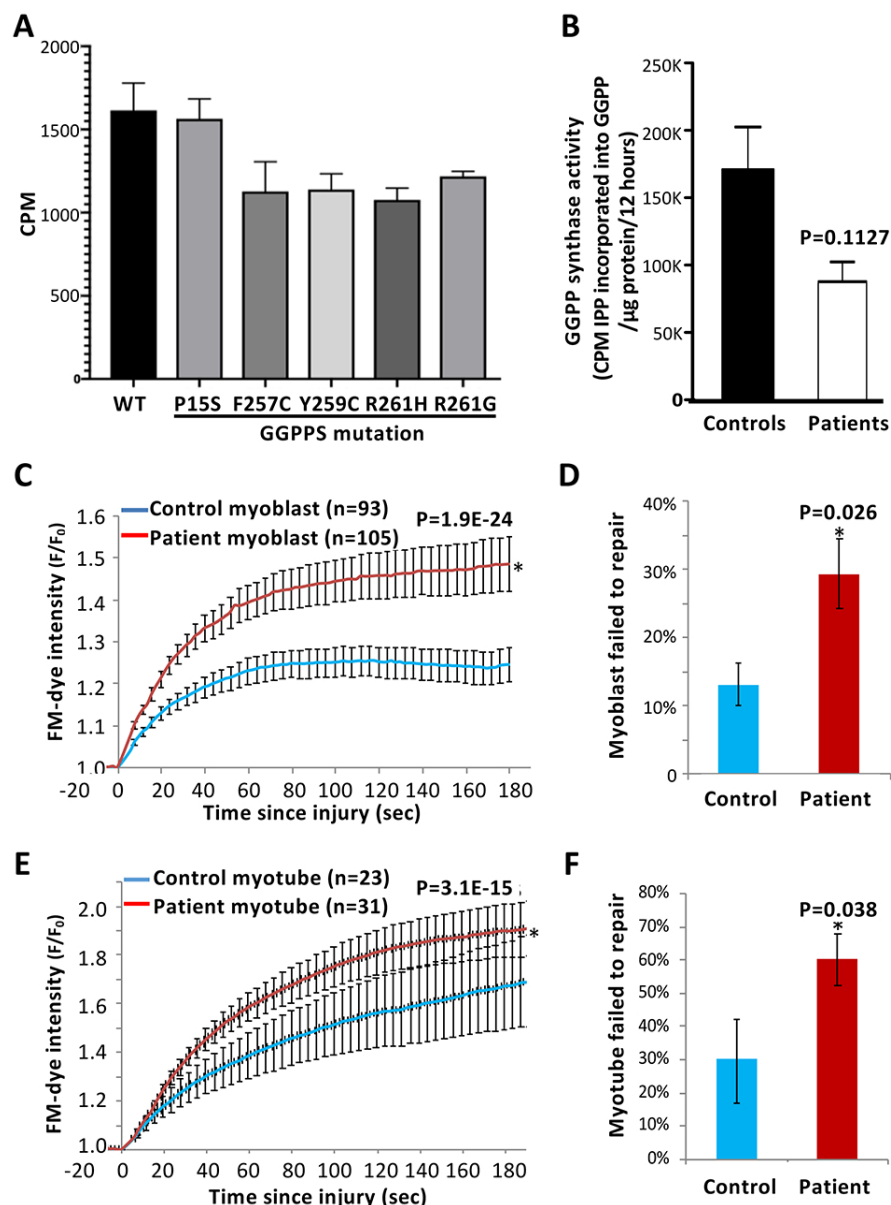 A
2000
1500
1000
500
0
CPM
WT
P15S F257C Y259C R261H R261G
GGPPS mutation
B
GGPP synthase activity
(CPM IPP incorporated into GGPP
/µg protein/12 hours)
250K
200K
150K
100K
50K
0
P=0.1127
Controls Patients
C
Control myoblast (n=93)
Patient myoblast (n=105)
P=1.9E-24
*
FM-dye intensity (F/F₀)
1.6
1.5
1.4
1.3
1.2
1.1
1.0
-20 0 20 40 60 80 100 120 140 160 180
Time since injury (sec)
D
Myoblast failed to repair
40%
30%
20%
10%
0
P=0.026
*
Control Patient
E
Control myotube (n=23)
Patient myotube (n=31)
P=3.1E-15
*
FM-dye intensity (F/F₀)
2.0
1.8
1.6
1.4
1.2
1.0
-20 0 20 40 60 80 100 120 140 160 180
Time since injury (sec)
F
Myotube failed to repair
80%
70%
60%
50%
40%
30%
20%
10%
0%
P=0.038
*
Control Patient